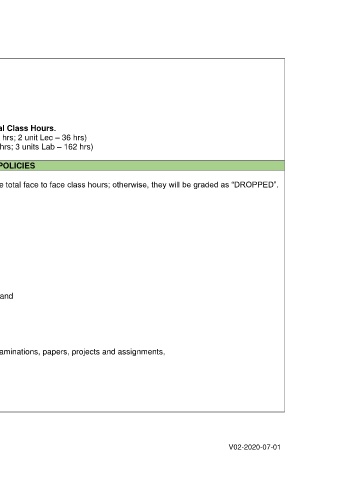 al Class Hours.
hrs; 2 unit Lec – 36 hrs)
hrs; 3 units Lab – 162 hrs)
POLICIES
e total face to face class hours; otherwise, they will be graded as “DROPPED”.
and
aminations, papers, projects and assignments.
V02-2020-07-01